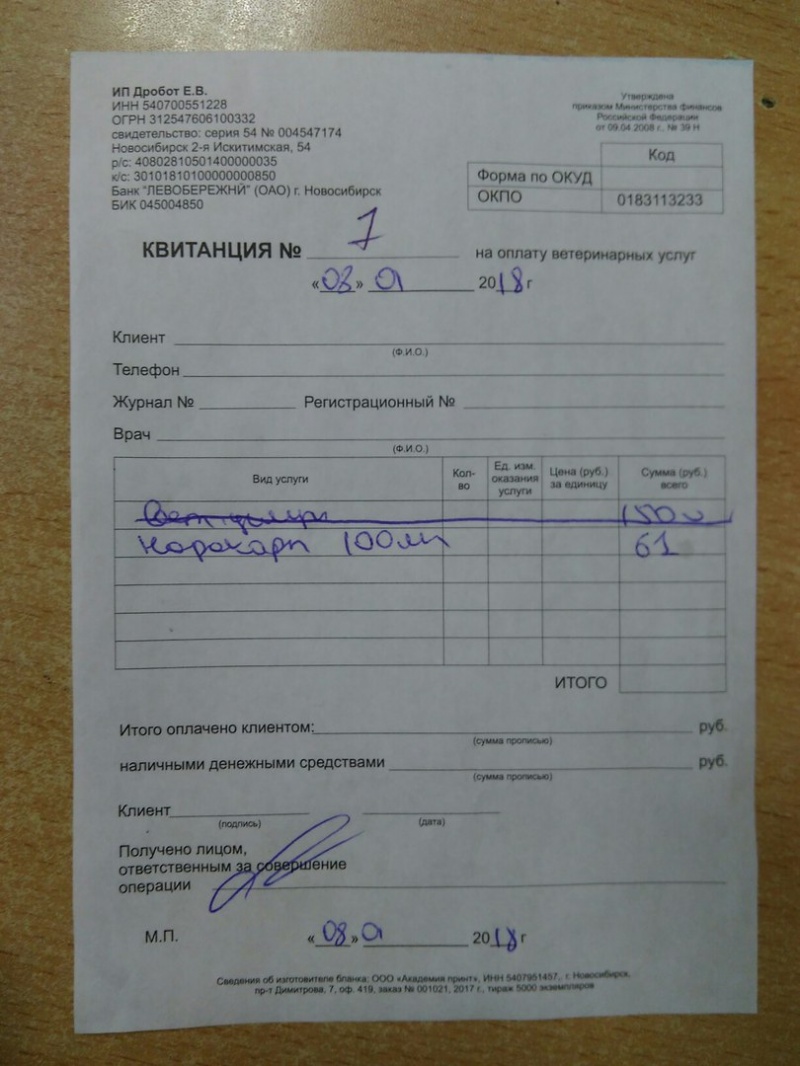 ИП Дробот Е.В.
ИНН 540700551228
ОГРН 312547606100332
свидетельство: серия 54 № 004547174
Новосибирск 2-я Искитимская, 54
р/с: 40802810501400000035
к/с: 30101810100000000850
Банк "ЛЕВОБЕРЕЖНЙ" (ОАО) г. Новосибирск
БИК 045004850
Утверждена
приказом Министерства финансов
Российской Федерации
от 09.04 2008 г., № 39 Н
Код
Форма по ОКУД
ОКПО 0183113233
КВИТАНЦИЯ № 7 на оплату ветеринарных услуг
«08» 01 2018 г
Клиент
(Ф.И.О.)
Телефон
Журнал № Регистрационный №
Врач
(Ф.И.О.)
Вид услуги Кол-во Ед. изм. оказания услуги Цена (руб.) за единицу Сумма (руб.) всего
100мл 61
ИТОГО
Итого оплачено клиентом: руб.
(сумма прописью)
наличными денежными средствами руб.
(сумма прописью)
Клиент
(подпись) (дата)
Получено лицом,
ответственным за совершение
операции
М.П. «08» 01 2018 г
Сведения об изготовителе бланка: ООО «Академия принт», ИНН 5407951457, г. Новосибирск,
пр-т Димитрова, 7, оф. 419, заказ № 001021, 2017 г., тираж 5000 экземпляров